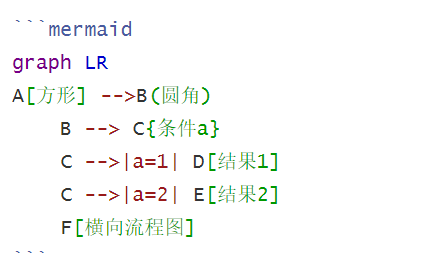 ```mermaid
graph LR
A[方形] -->B(圆角)
    B --> C{条件a}
    C -->|a=1| D[结果1]
    C -->|a=2| E[结果2]
    F[横向流程图]
```